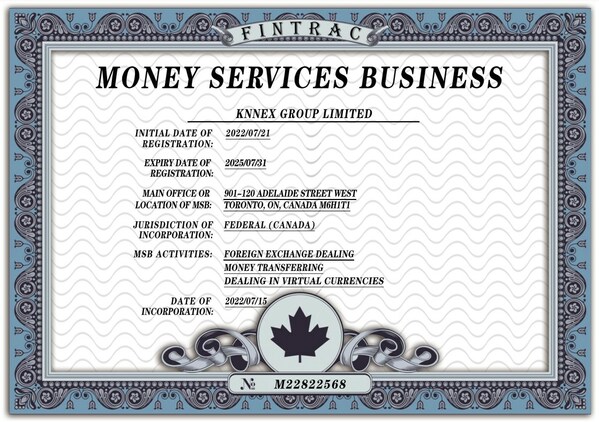 FINTRAC
MONEY SERVICES BUSINESS
KNNEX GROUP LIMITED
INITIAL DATE OF REGISTRATION: 2022/07/21
EXPIRY DATE OF REGISTRATION: 2025/07/31
MAIN OFFICE OR LOCATION OF MSB: 901-120 ADELAIDE STREET WEST
TORONTO, ON, CANADA M6H1T1
JURISDICTION OF INCORPORATION: FEDERAL (CANADA)
MSB ACTIVITIES: FOREIGN EXCHANGE DEALING
MONEY TRANSFERRING
DEALING IN VIRTUAL CURRENCIES
DATE OF INCORPORATION: 2022/07/15
№ M22822568